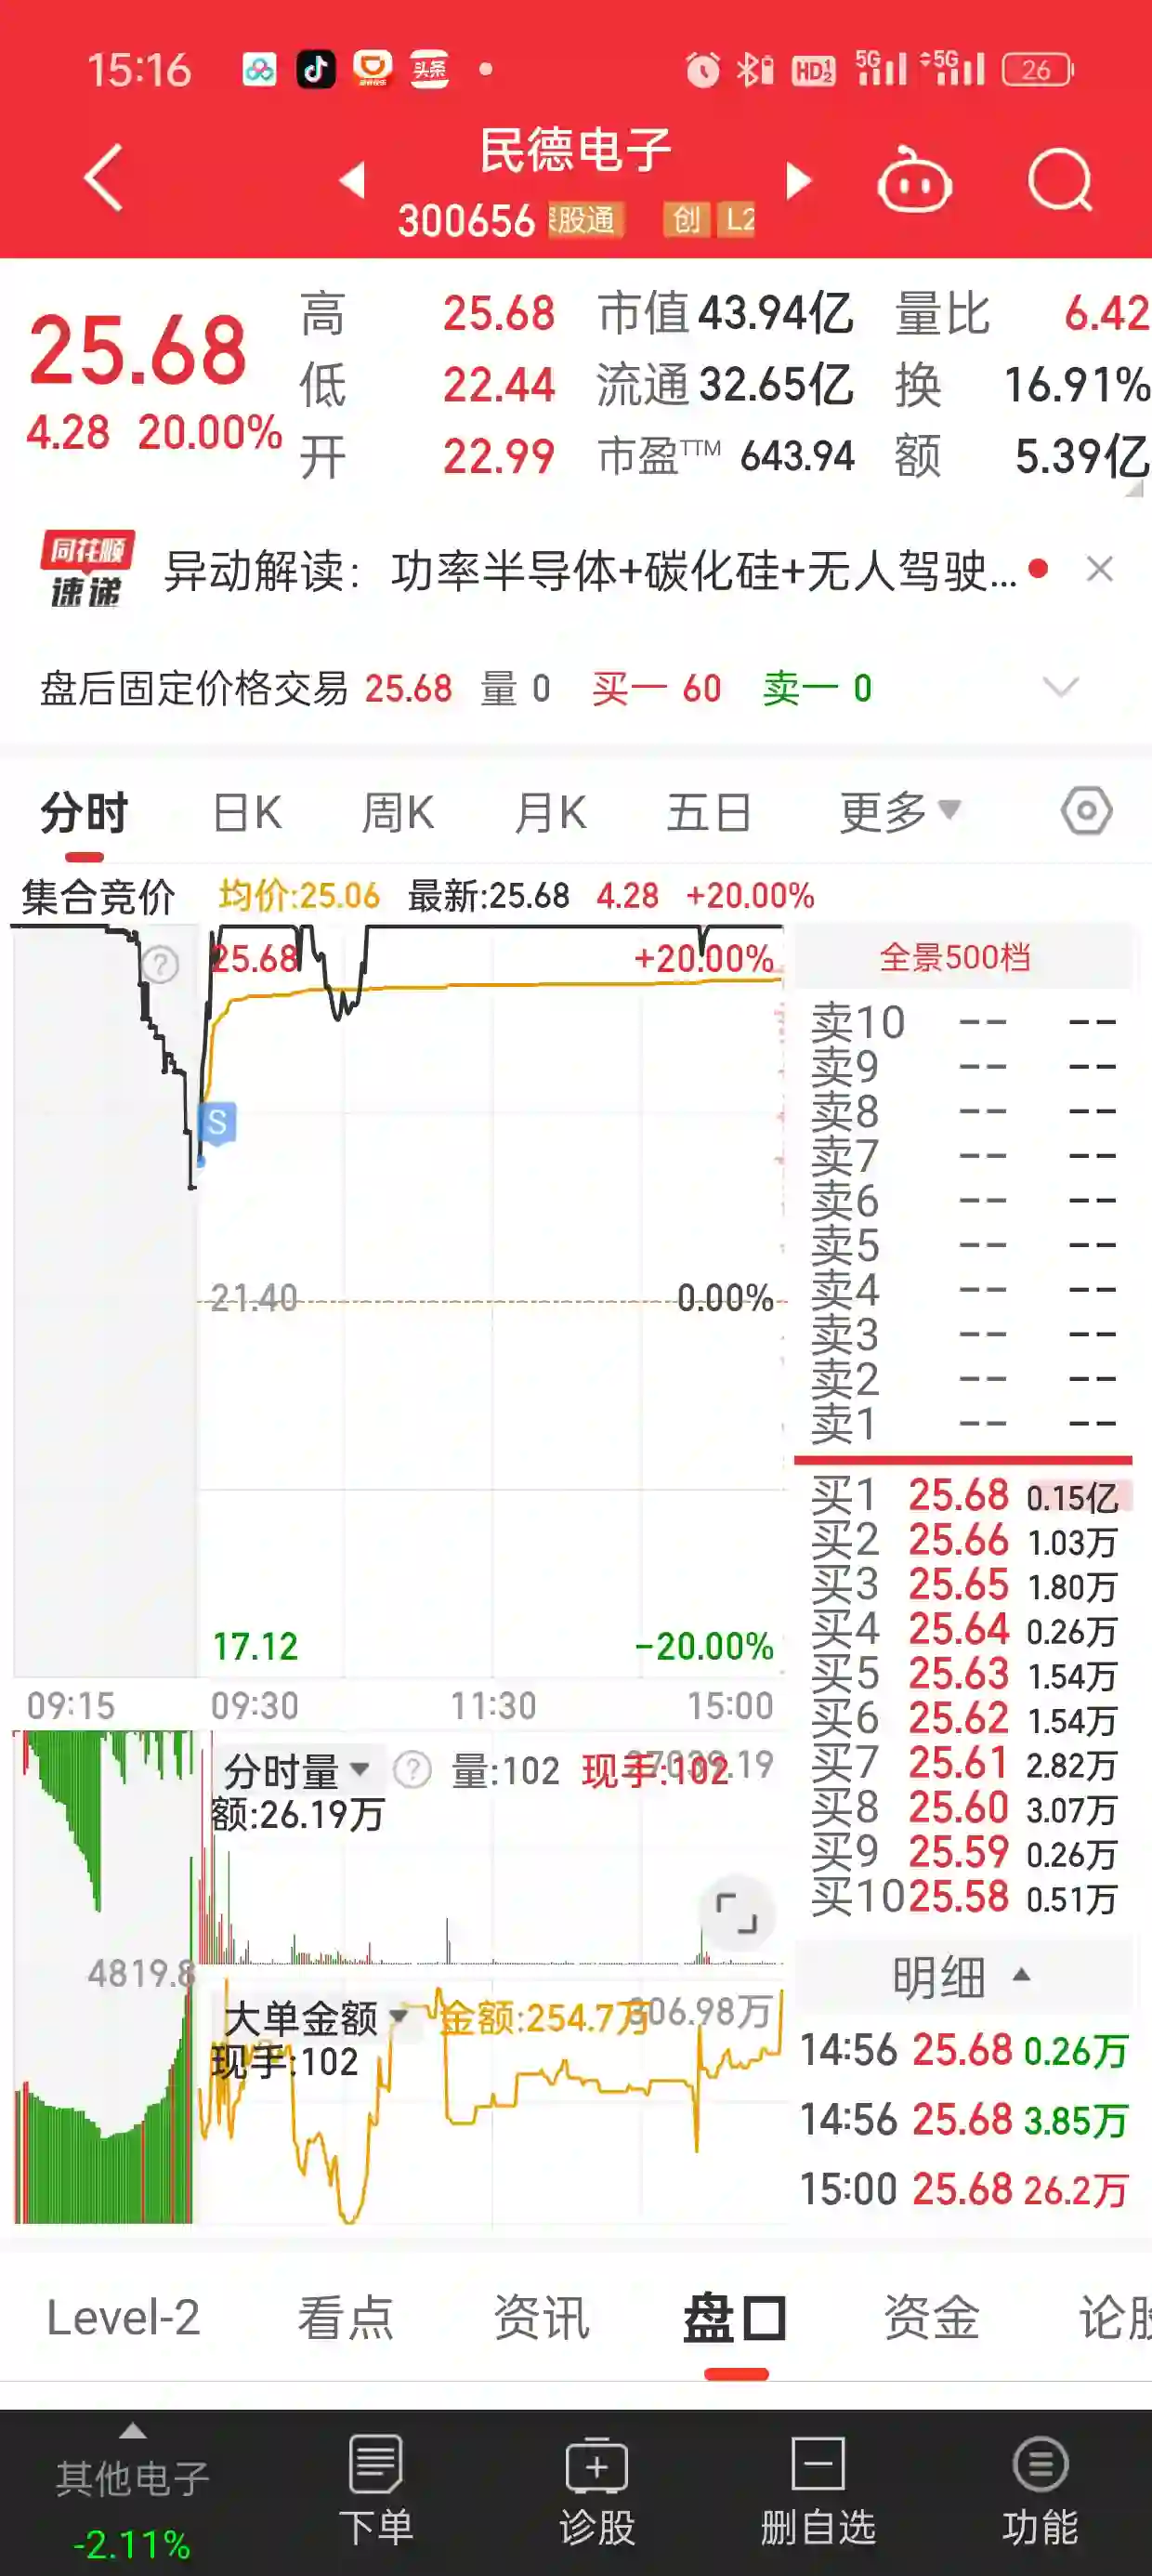 15:16 头条 HD 5G 5G 26
民德电子
300656 股通 创 L2
25.68
4.28 20.00%
高 25.68 市值 43.94亿 量比 6.42
低 22.44 流通 32.65亿 换 16.91%
开 22.99 市盈TTM 643.94 额 5.39亿
同花顺
速递
异动解读：功率半导体+碳化硅+无人驾驶...
盘后固定价格交易 25.68 量 0 买一 60 卖一 0
分时 日K 周K 月K 五日 更多
集合竞价 均价:25.06 最新:25.68 4.28 +20.00%
25.68 +20.00%
S
21.40 0.00%
17.12 -20.00%
09:15 09:30 11:30 15:00
分时量 量:102 现手:102
额:26.19万
4819.8
大单金额 金额:254.7万 306.98万
现手:102
全景500档
卖10 -- --
卖9 -- --
卖8 -- --
卖7 -- --
卖6 -- --
卖5 -- --
卖4 -- --
卖3 -- --
卖2 -- --
卖1 -- --
买1 25.68 0.15亿
买2 25.66 1.03万
买3 25.65 1.80万
买4 25.64 0.26万
买5 25.63 1.54万
买6 25.62 1.54万
买7 25.61 2.82万
买8 25.60 3.07万
买9 25.59 0.26万
买10 25.58 0.51万
明细
14:56 25.68 0.26万
14:56 25.68 3.85万
15:00 25.68 26.2万
Level-2 看点 资讯 盘口 资金 论股
其他电子
-2.11%
下单 诊股 删自选 功能